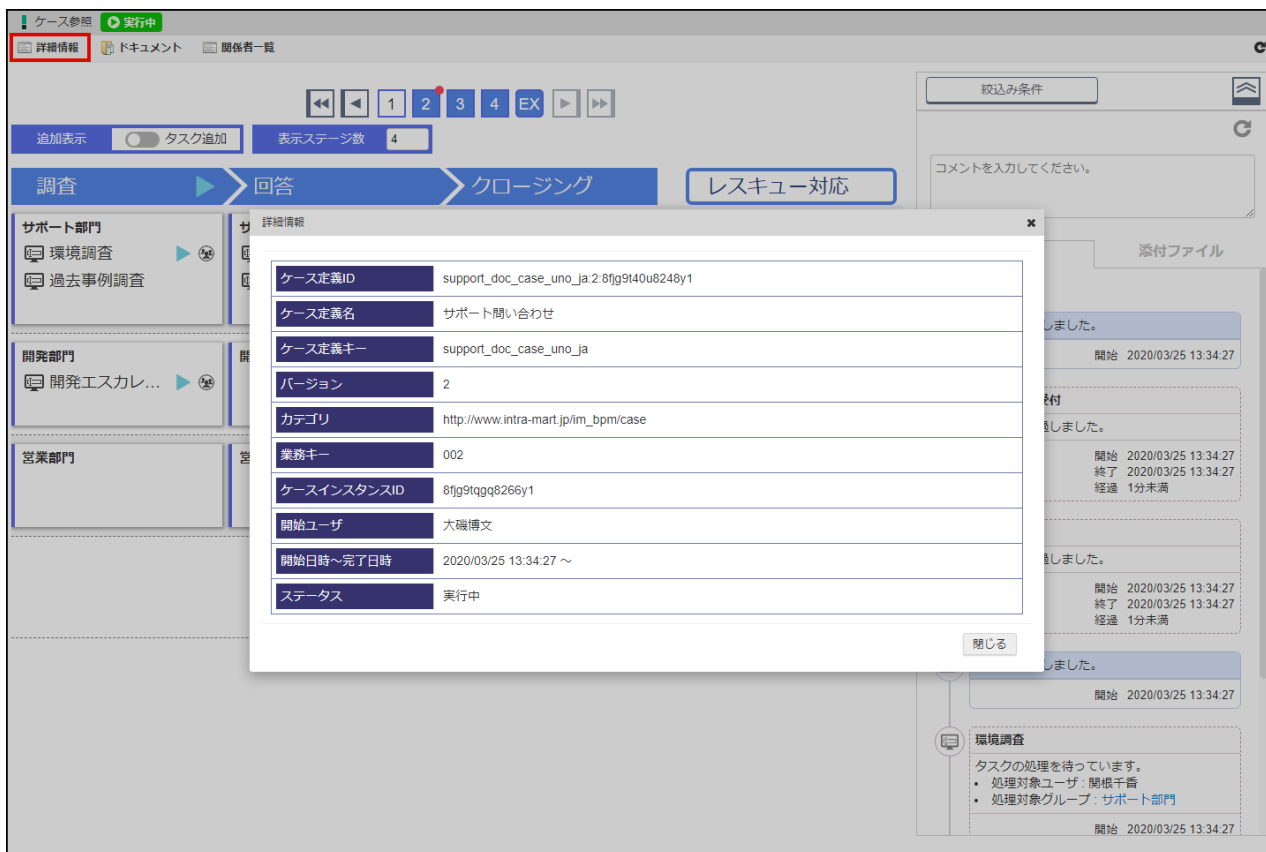 ケース参照 実行中
詳細情報 ドキュメント 関係者一覧
1 2 3 4 EX
追加表示 タスク追加 表示ステージ数 4
調査 回答 クロージング レスキュー対応
サポート部門 サ
環境調査
過去事例調査
開発部門 開
開発エスカレ...
営業部門 営
詳細情報
ケース定義ID support_doc_case_uno_ja:2:8fjg9t40u8248y1
ケース定義名 サポート問い合わせ
ケース定義キー support_doc_case_uno_ja
バージョン 2
カテゴリ http://www.intra-mart.jp/im_bpm/case
業務キー 002
ケースインスタンスID 8fjg9tqgq8266y1
開始ユーザ 大磯博文
開始日時～完了日時 2020/03/25 13:34:27 ～
ステータス 実行中
閉じる
絞込み条件
コメントを入力してください。
添付ファイル
しました。
開始 2020/03/25 13:34:27
受付
過しました。
開始 2020/03/25 13:34:27
終了 2020/03/25 13:34:27
経過 1分未満
過しました。
開始 2020/03/25 13:34:27
終了 2020/03/25 13:34:27
経過 1分未満
しました。
開始 2020/03/25 13:34:27
環境調査
タスクの処理を待っています。
• 処理対象ユーザ : 関根千香
• 処理対象グループ : サポート部門
開始 2020/03/25 13:34:27